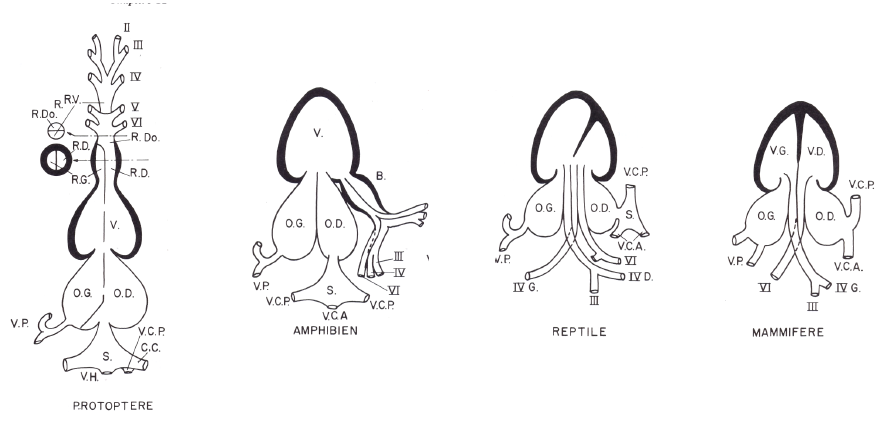 II
III
IV
R.V.
R.
V
R.Do.
VI
R. Do.
R.D.
R.G.
R.D.
V.
O.G.
O.D.
V.P.
V.C.P.
C.C.
S.
V.H.
PROTOPTERE
V.
B.
O.G.
O.D.
III
IV
VI
V.P.
S.
V.C.P.
V.C.P.
V.C.A
AMPHIBIEN
V.C.P.
O.G.
O.D.
S.
V.C.A.
V.P.
VI
IV G.
IV D.
III
REPTILE
V.G.
V.D.
V.C.P.
O.G.
O.D.
V.P.
V.C.A.
VI
IV G.
III
MAMMIFERE